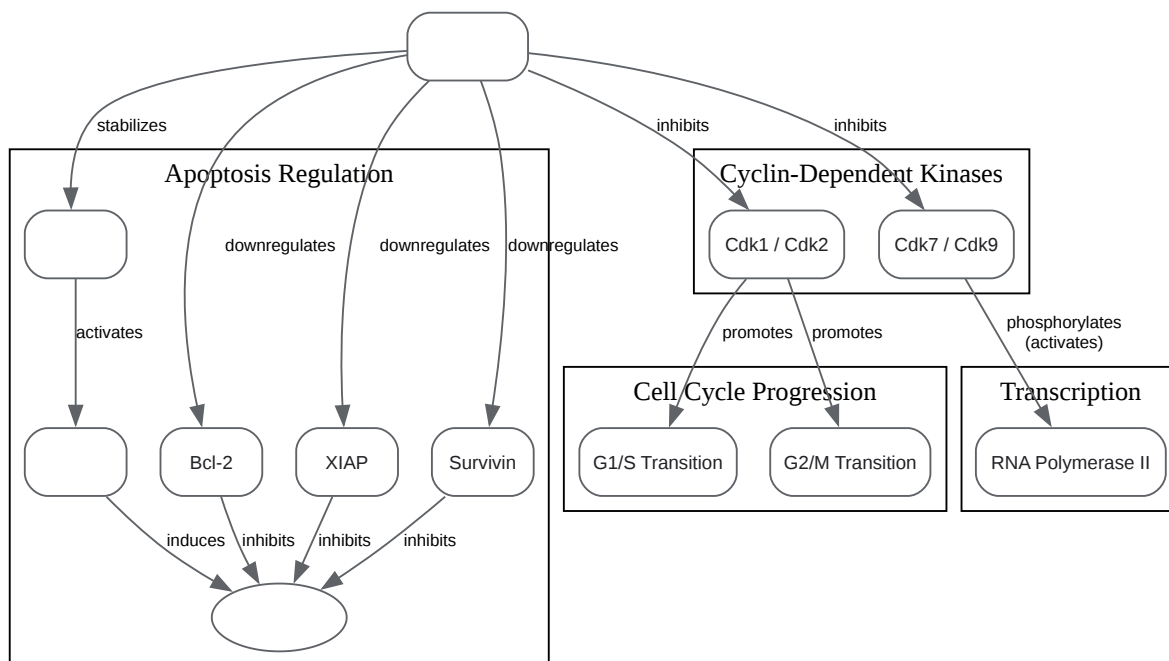 stabilizes
inhibits
inhibits
Apoptosis Regulation
Cyclin-Dependent Kinases
downregulates
downregulates
downregulates
Cdk1 / Cdk2
Cdk7 / Cdk9
activates
promotes
promotes
phosphorylates
(activates)
Cell Cycle Progression
Transcription
Bcl-2
XIAP
Survivin
G1/S Transition
G2/M Transition
RNA Polymerase II
induces
inhibits
inhibits
inhibits